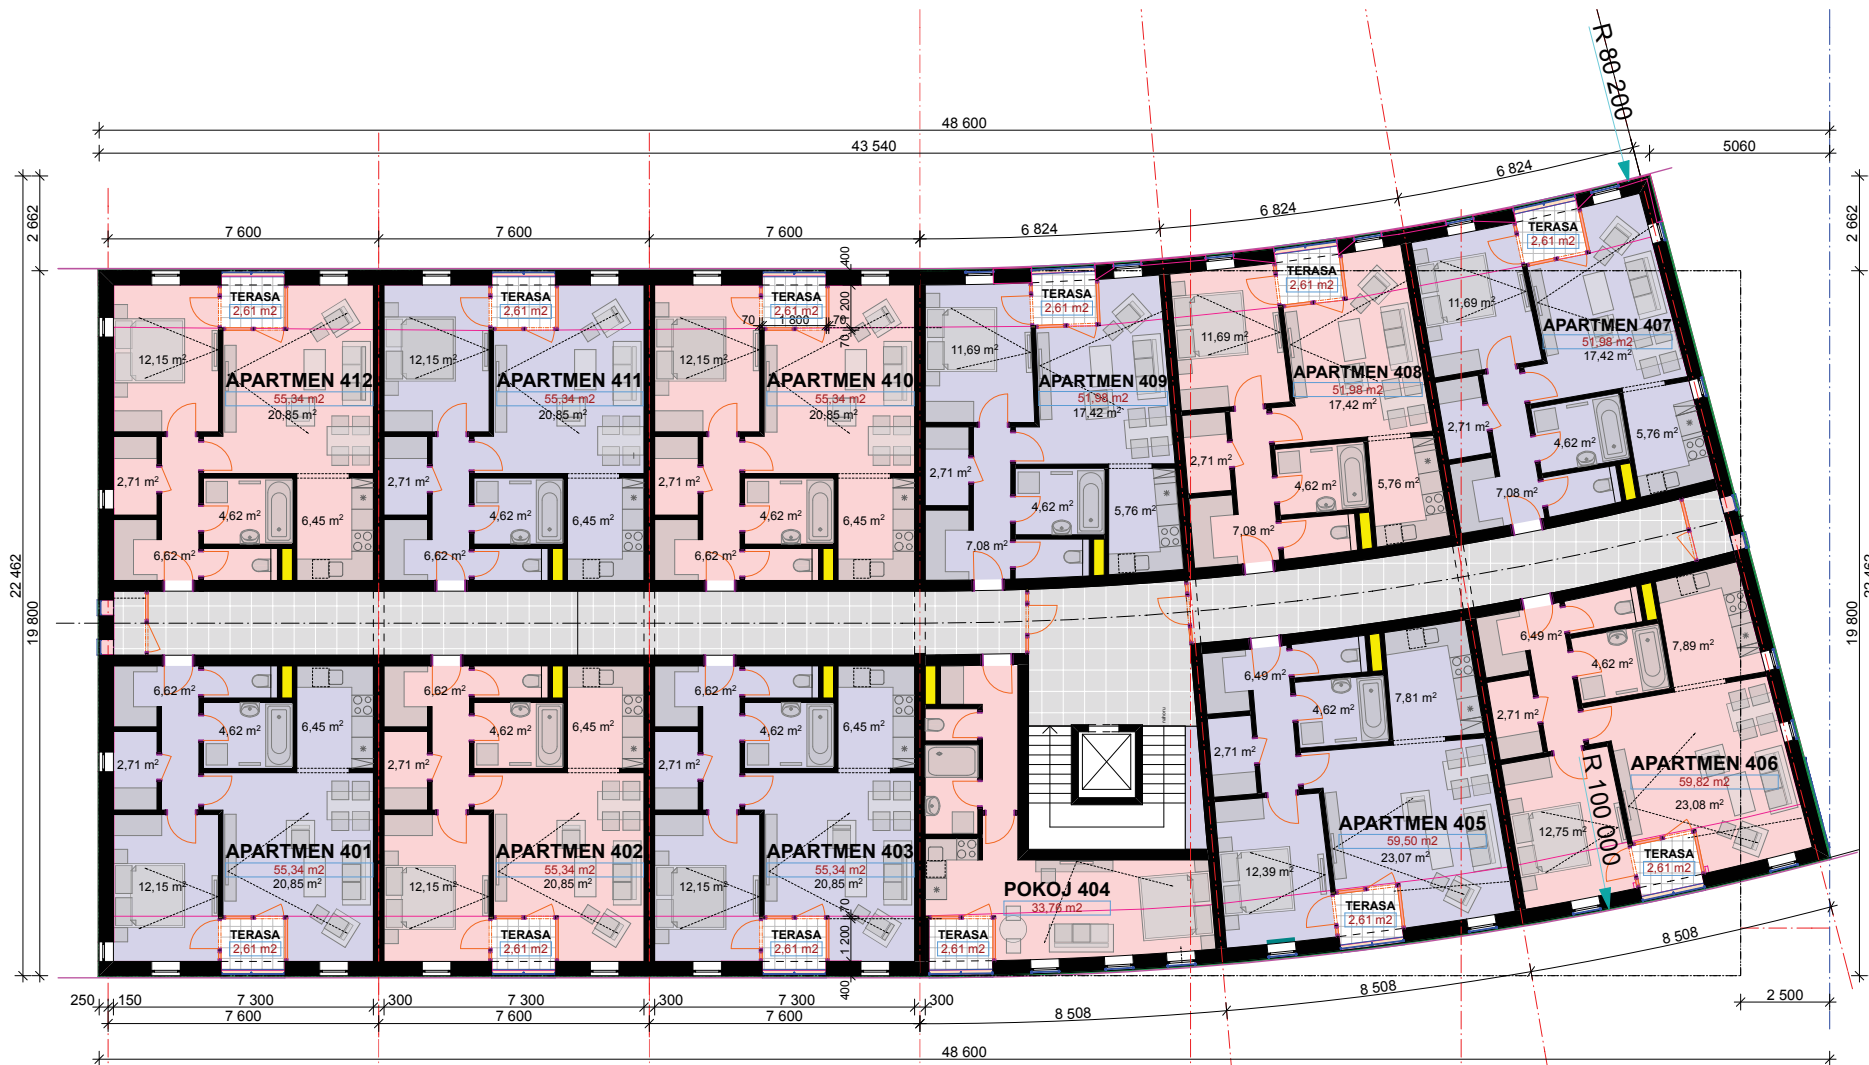 R 80 200
48 600
43 540
5060
6 824
6 824
6 824
2 662
2 662
7 600
7 600
7 600
400
TERASA
2,61 m2
TERASA
2,61 m2
TERASA
2,61 m2
TERASA
2,61 m2
TERASA
2,61 m2
TERASA
2,61 m2
1 200
70
1 800
70
70
12,15 m²
12,15 m²
12,15 m²
11,69 m²
11,69 m²
11,69 m²
APARTMEN 412
55,34 m2
20,85 m²
APARTMEN 411
55,34 m2
20,85 m²
APARTMEN 410
55,34 m2
20,85 m²
APARTMEN 409
51,98 m2
17,42 m²
APARTMEN 408
51,98 m2
17,42 m²
APARTMEN 407
51,98 m2
17,42 m²
2,71 m²
4,62 m²
6,45 m²
6,62 m²
2,71 m²
4,62 m²
6,45 m²
6,62 m²
2,71 m²
4,62 m²
6,45 m²
6,62 m²
2,71 m²
4,62 m²
5,76 m²
7,08 m²
2,71 m²
4,62 m²
5,76 m²
7,08 m²
2,71 m²
4,62 m²
5,76 m²
7,08 m²
22 462
19 800
19 800
22 462
6,62 m²
4,62 m²
6,45 m²
2,71 m²
6,62 m²
4,62 m²
6,45 m²
2,71 m²
6,62 m²
4,62 m²
6,45 m²
2,71 m²
nahoru
6,49 m²
4,62 m²
7,81 m²
2,71 m²
6,49 m²
4,62 m²
7,89 m²
2,71 m²
APARTMEN 401
55,34 m2
20,85 m²
12,15 m²
APARTMEN 402
55,34 m2
20,85 m²
12,15 m²
APARTMEN 403
55,34 m2
20,85 m²
12,15 m²
POKOJ 404
33,76 m2
APARTMEN 405
59,50 m2
23,07 m²
12,39 m²
APARTMEN 406
59,82 m2
23,08 m²
12,75 m²
R 100 000
TERASA
2,61 m2
TERASA
2,61 m2
TERASA
2,61 m2
TERASA
2,61 m2
TERASA
2,61 m2
TERASA
2,61 m2
70
1 200
400
250
150
7 300
300
7 300
300
7 300
300
7 600
7 600
7 600
8 508
8 508
8 508
2 500
48 600